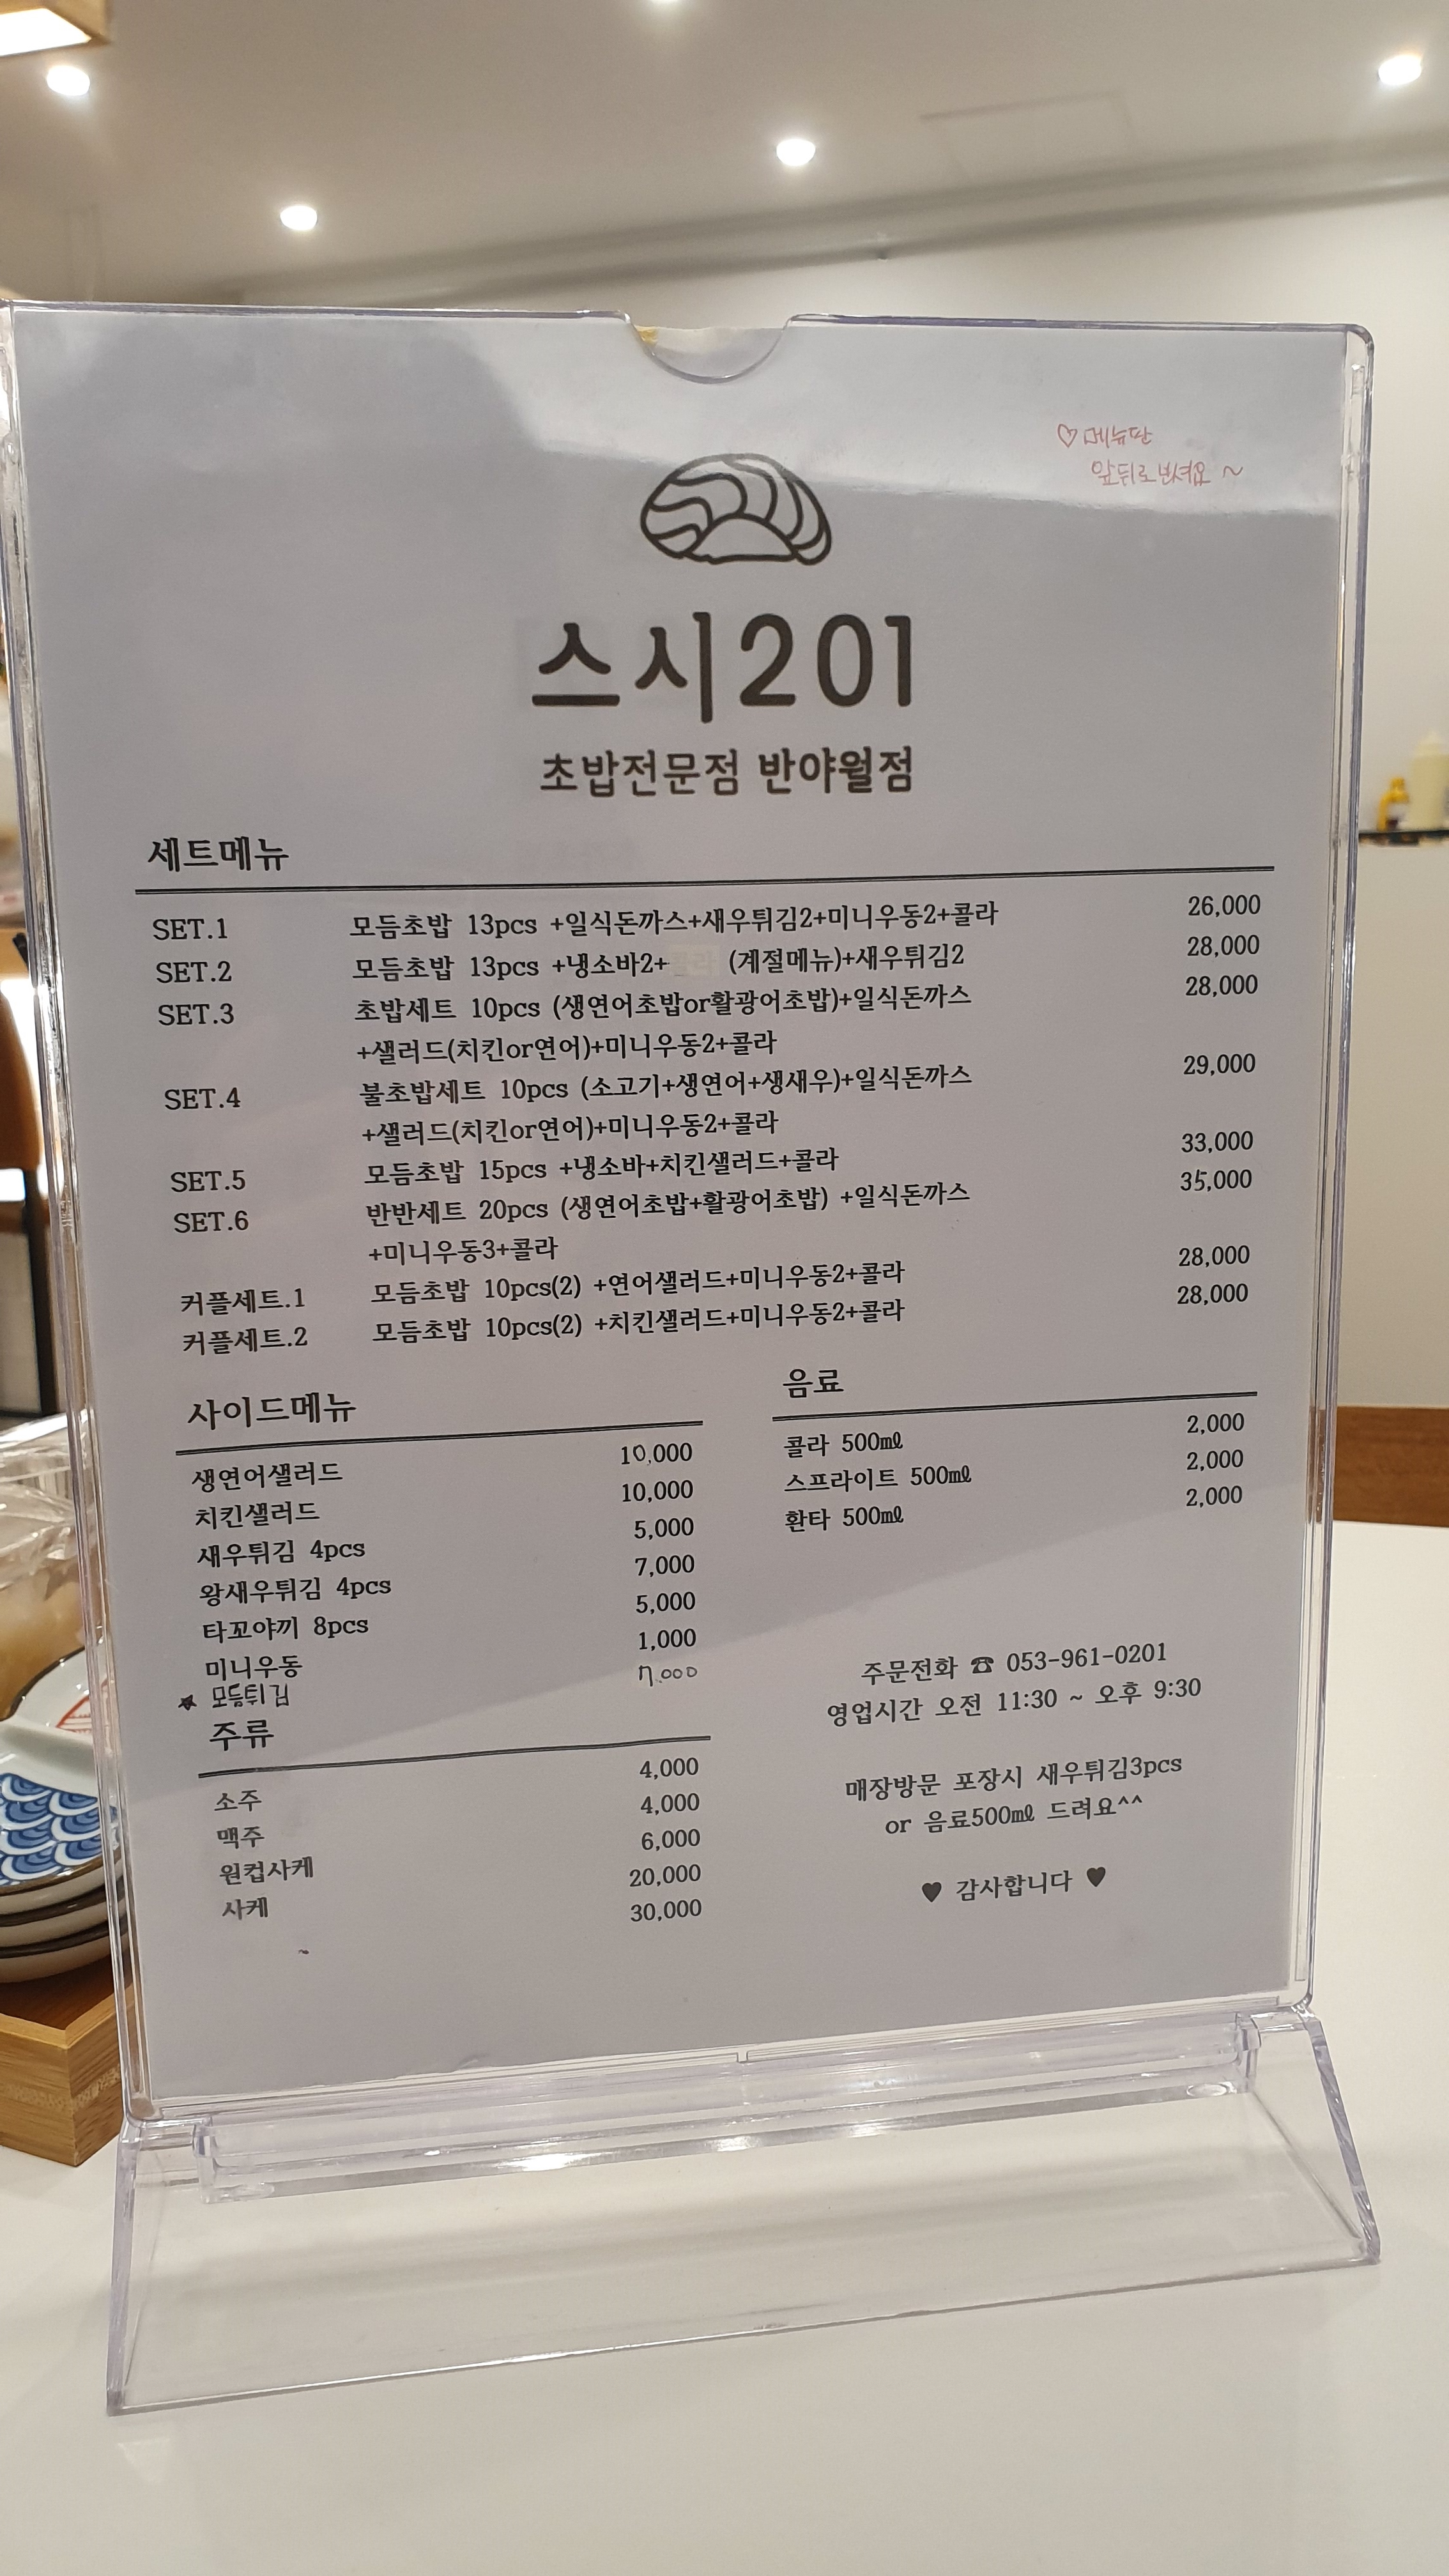 ♡메뉴판
앞뒤로보셔요 ~
스시201
초밥전문점 반야월점
세트메뉴
SET.1 모듬초밥 13pcs +일식돈까스+새우튀김2+미니우동2+콜라 26,000
SET.2 모듬초밥 13pcs +냉소바2+ (계절메뉴)+새우튀김2 28,000
SET.3 초밥세트 10pcs (생연어초밥or활광어초밥)+일식돈까스 28,000
+샐러드(치킨or연어)+미니우동2+콜라
SET.4 불초밥세트 10pcs (소고기+생연어+생새우)+일식돈까스 29,000
+샐러드(치킨or연어)+미니우동2+콜라
SET.5 모듬초밥 15pcs +냉소바+치킨샐러드+콜라 33,000
SET.6 반반세트 20pcs (생연어초밥+활광어초밥) +일식돈까스 35,000
+미니우동3+콜라
커플세트.1 모듬초밥 10pcs(2) +연어샐러드+미니우동2+콜라 28,000
커플세트.2 모듬초밥 10pcs(2) +치킨샐러드+미니우동2+콜라 28,000
사이드메뉴
생연어샐러드 10,000
치킨샐러드 10,000
새우튀김 4pcs 5,000
왕새우튀김 4pcs 7,000
타꼬야끼 8pcs 5,000
미니우동 1,000
★ 모듬튀김 7.000
주류
소주 4,000
맥주 4,000
원컵사케 6,000
사케 20,000
30,000
~
음료
콜라 500㎖ 2,000
스프라이트 500㎖ 2,000
환타 500㎖ 2,000
주문전화 ☎ 053-961-0201
영업시간 오전 11:30 ~ 오후 9:30
매장방문 포장시 새우튀김3pcs
or 음료500㎖ 드려요^^
♥ 감사합니다 ♥